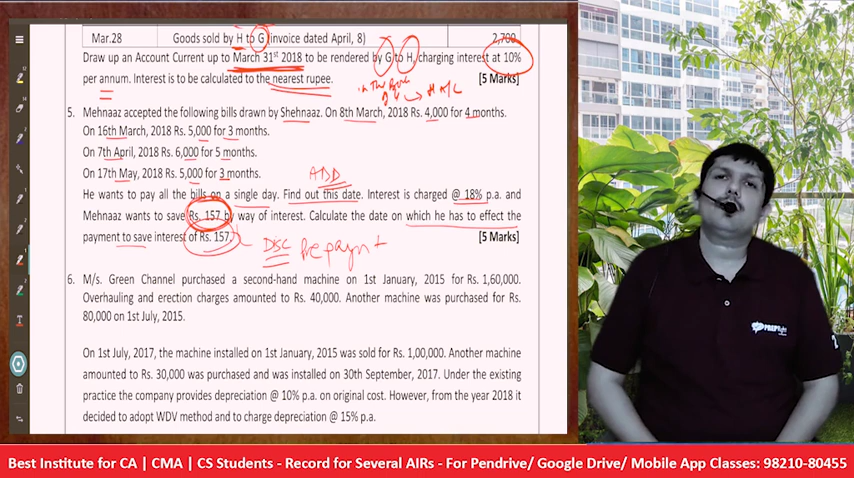 Mar.28 Goods sold by H to G (invoice dated April, 8) 2,700
Draw up an Account Current up to March 31st 2018 to be rendered by G to H, charging interest at 10%
per annum. Interest is to be calculated to the nearest rupee. [5 Marks]
in the Book
of G → H A/C
5. Mehnaaz accepted the following bills drawn by Shehnaaz. On 8th March, 2018 Rs. 4,000 for 4 months.
On 16th March, 2018 Rs. 5,000 for 3 months.
On 7th April, 2018 Rs. 6,000 for 5 months.
On 17th May, 2018 Rs. 5,000 for 3 months.
ADD
He wants to pay all the bills on a single day. Find out this date. Interest is charged @ 18% p.a. and
Mehnaaz wants to save Rs. 157 by way of interest. Calculate the date on which he has to effect the
payment to save interest of Rs. 157. [5 Marks]
Disc Prepaymt
6. M/s. Green Channel purchased a second-hand machine on 1st January, 2015 for Rs. 1,60,000.
Overhauling and erection charges amounted to Rs. 40,000. Another machine was purchased for Rs.
80,000 on 1st July, 2015.
On 1st July, 2017, the machine installed on 1st January, 2015 was sold for Rs. 1,00,000. Another machine
amounted to Rs. 30,000 was purchased and was installed on 30th September, 2017. Under the existing
practice the company provides depreciation @ 10% p.a. on original cost. However, from the year 2018 it
decided to adopt WDV method and to charge depreciation @ 15% p.a.
Best Institute for CA | CMA | CS Students - Record for Several AIRs - For Pendrive/ Google Drive/ Mobile App Classes: 98210-80455